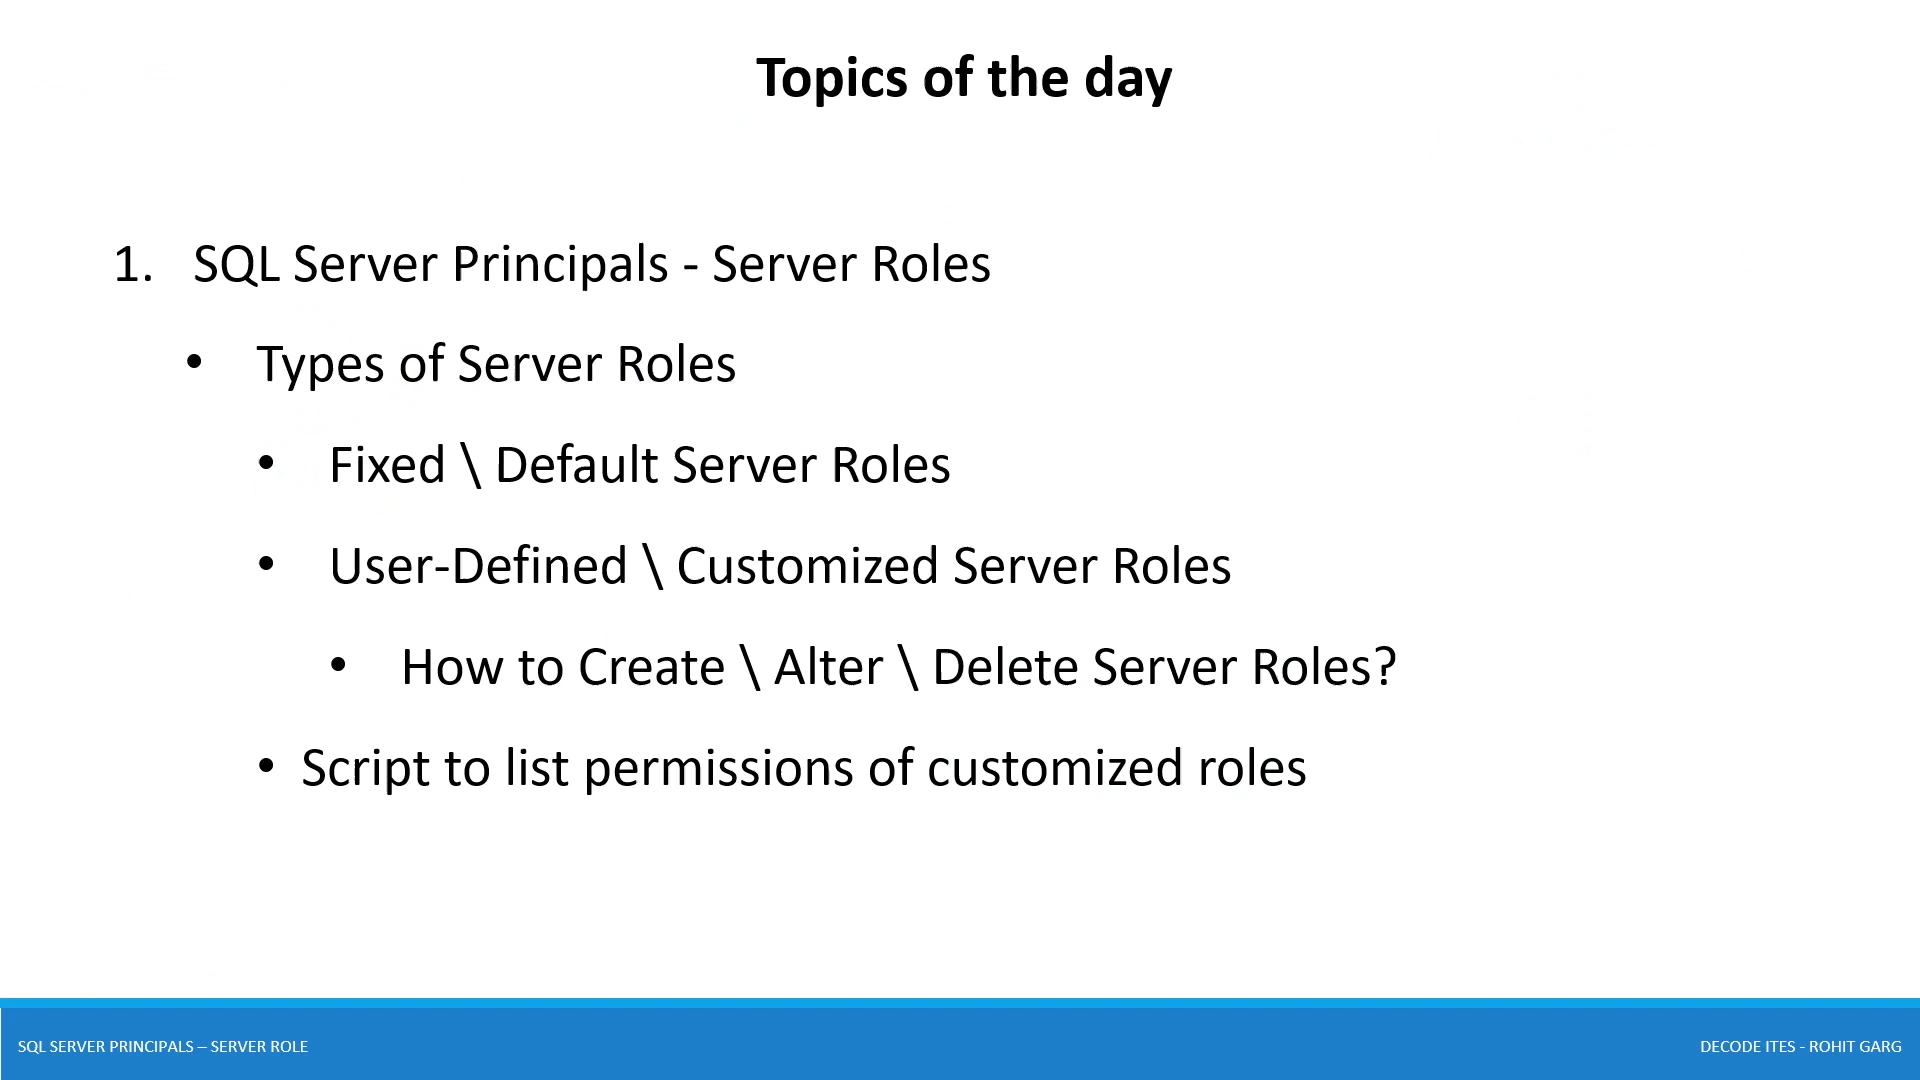 Topics of the day
1. SQL Server Principals - Server Roles
• Types of Server Roles
• Fixed \ Default Server Roles
• User-Defined \ Customized Server Roles
• How to Create \ Alter \ Delete Server Roles?
• Script to list permissions of customized roles
SQL SERVER PRINCIPALS – SERVER ROLE
DECODE ITES - ROHIT GARG